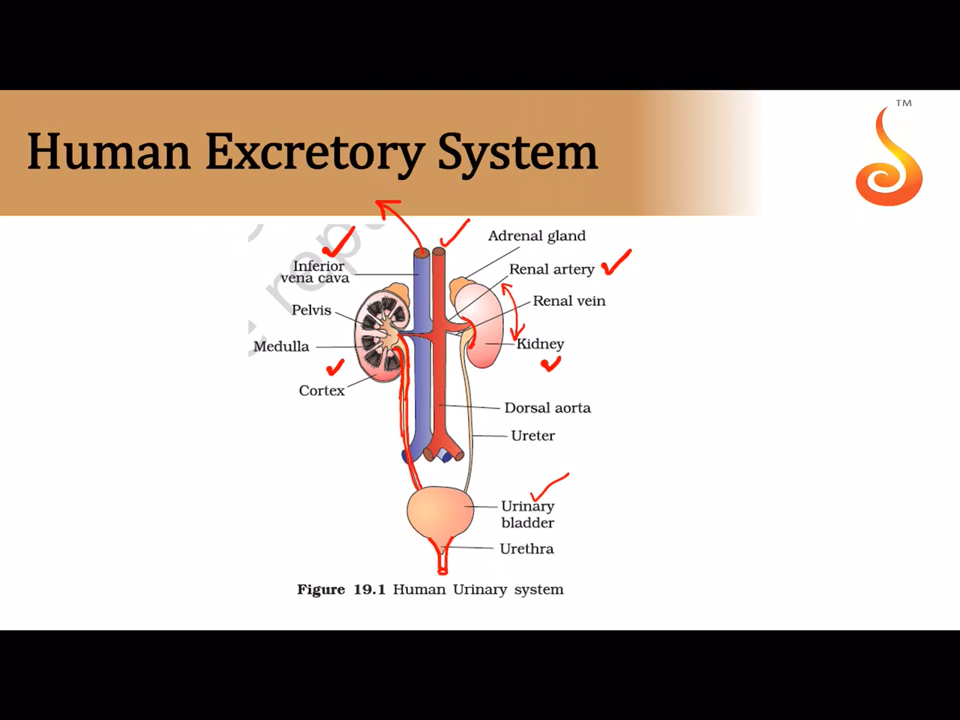 Human Excretory System
TM
repu
Adrenal gland
Inferior
vena cava
Renal artery
Pelvis
Renal vein
Medulla
Kidney
Cortex
Dorsal aorta
Ureter
Urinary
bladder
Urethra
Figure 19.1 Human Urinary system